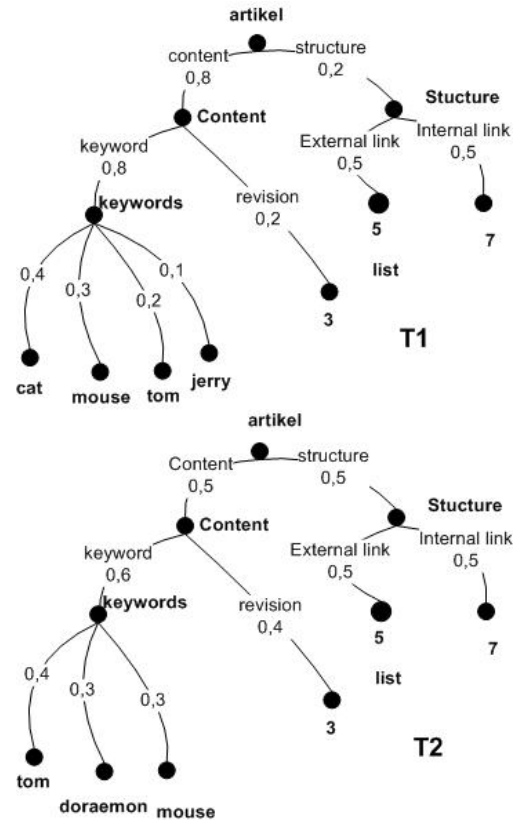 artikel
content structure
0,8 0,2
Content Stucture
keyword External link Internal link
0,8 0,5 0,5
revision
0,2
keywords
5 7
list
0,4 0,3 0,2 0,1
3
T1
cat mouse tom jerry
artikel
Content structure
0,5 0,5
Content Stucture
keyword External link Internal link
0,6 0,5 0,5
keywords revision
0,4
5 7
list
0,4 0,3 0,3
3
T2
tom
doraemon mouse